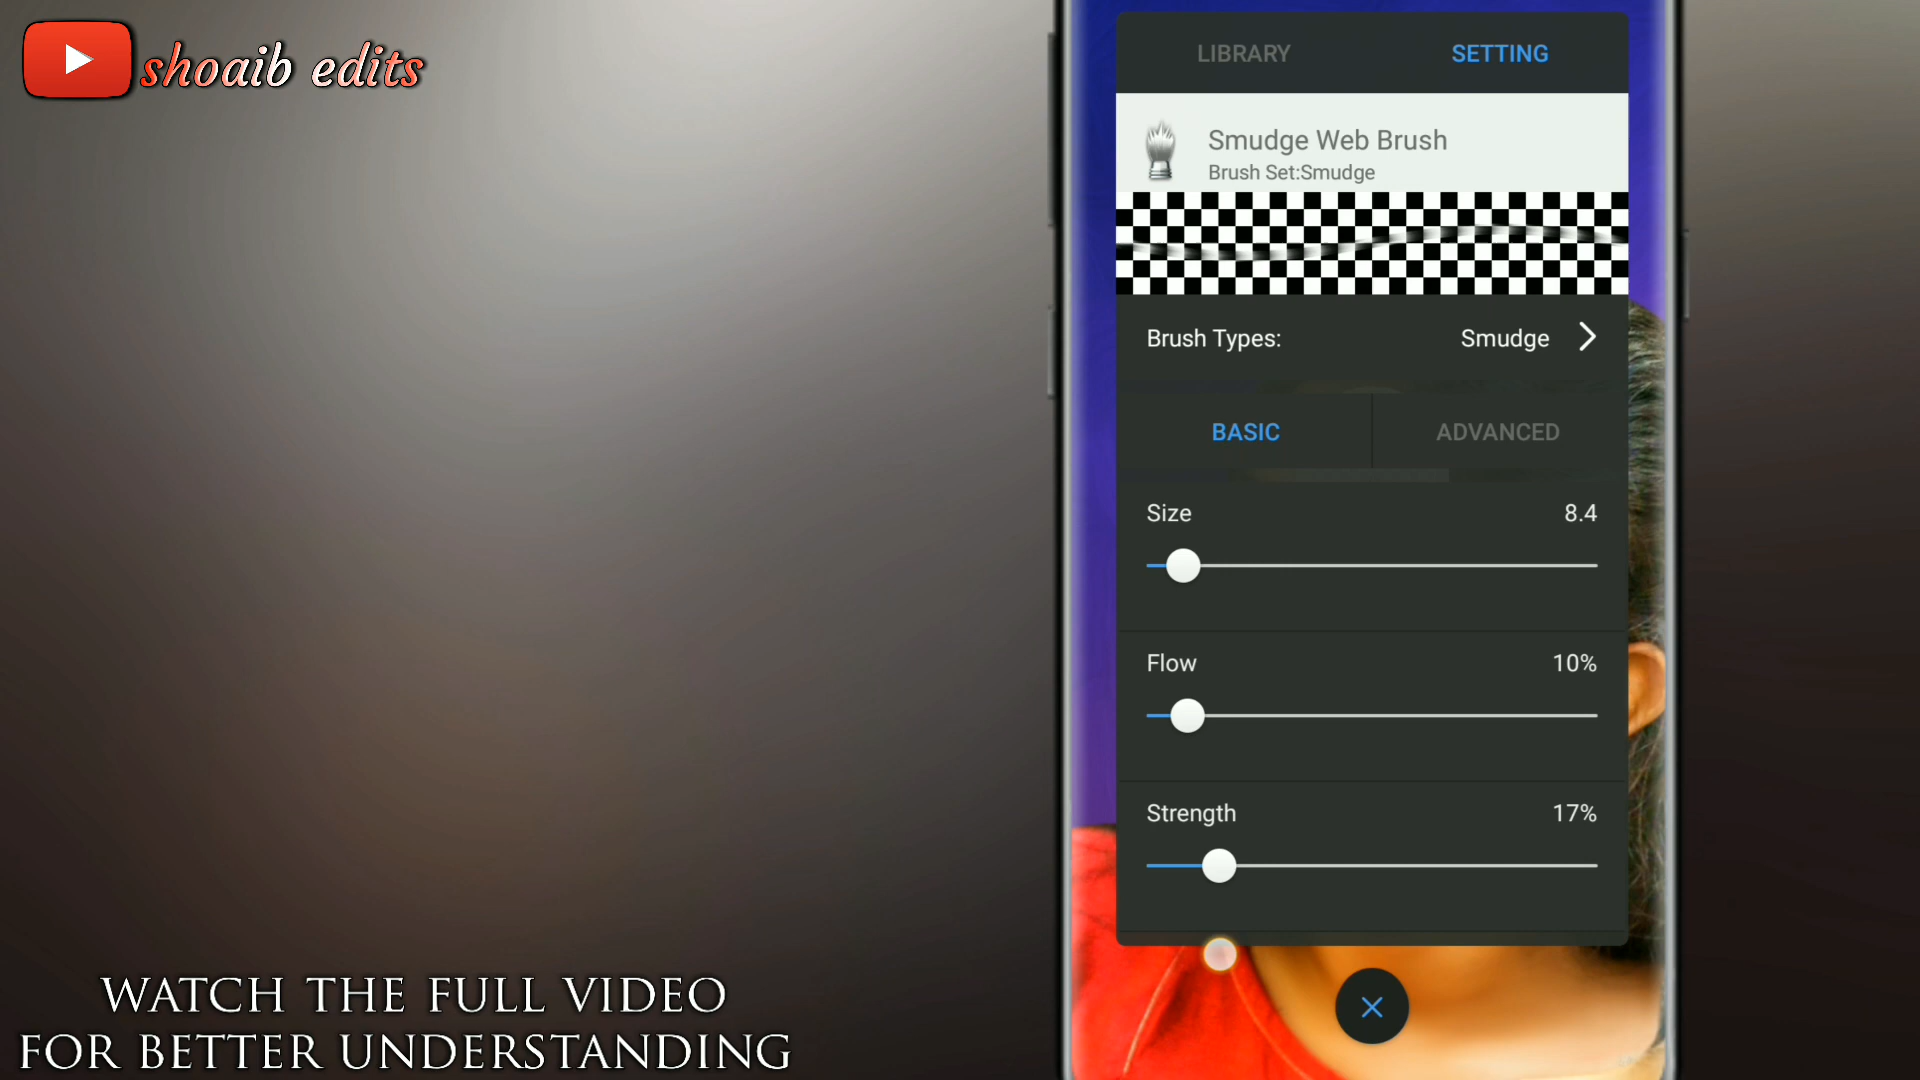 shoaib edits
LIBRARY SETTING
Smudge Web Brush
Brush Set:Smudge
Brush Types: Smudge
BASIC ADVANCED
Size 8.4
Flow 10%
Strength 17%
WATCH THE FULL VIDEO
FOR BETTER UNDERSTANDING